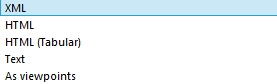 XML
HTML
HTML (Tabular)
Text
As viewpoints